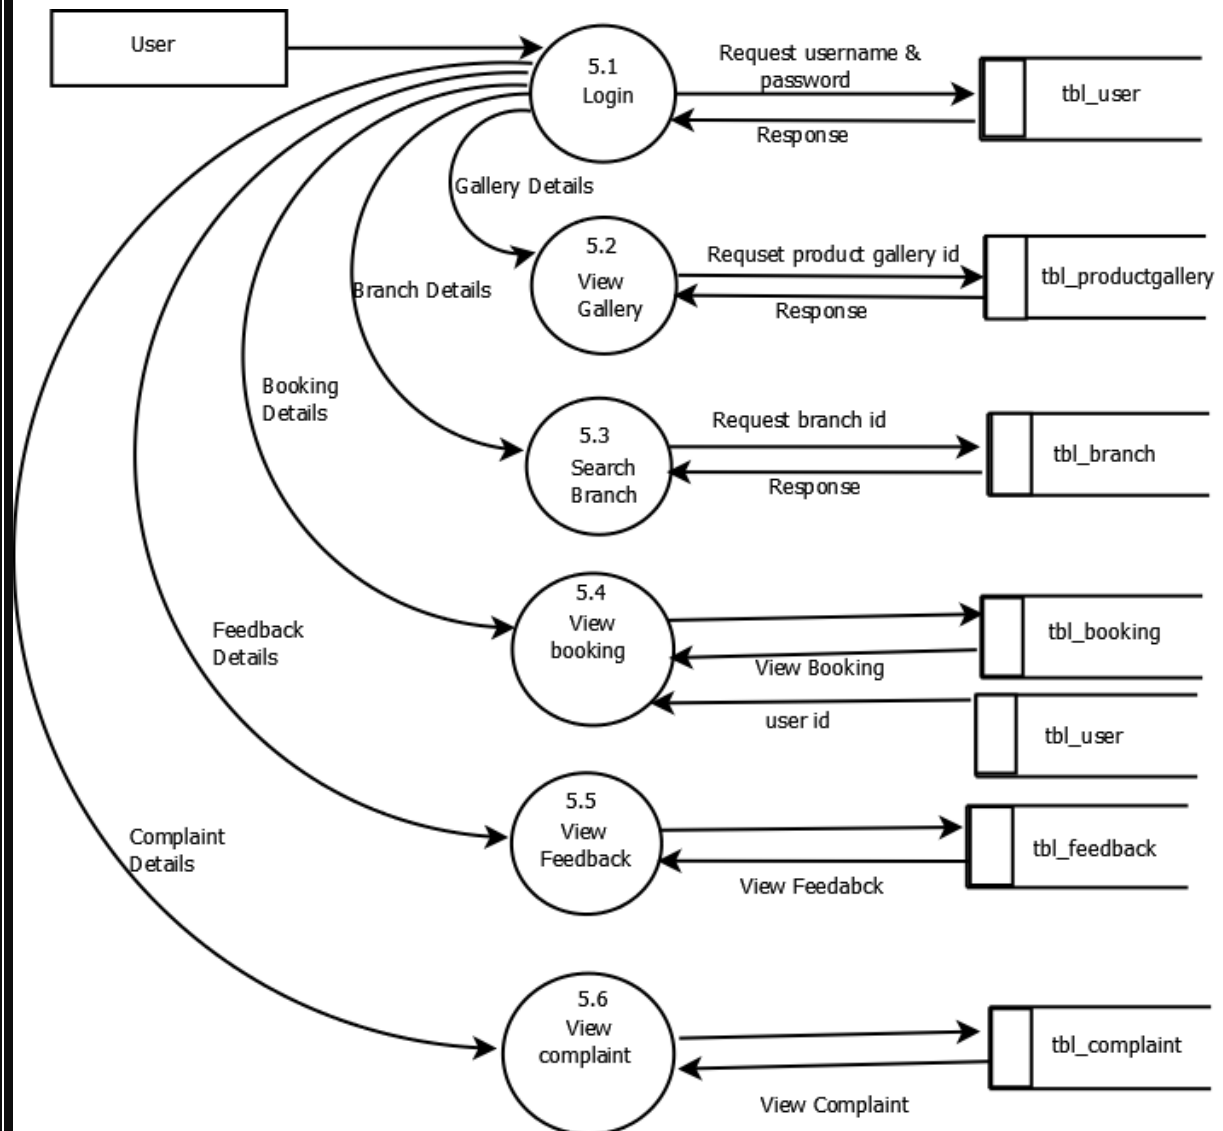 User
5.1
Login
Request username &
password
Response
tbl_user
Gallery Details
5.2
View
Gallery
Requset product gallery id
Response
tbl_productgallery
Branch Details
5.3
Search
Branch
Request branch id
Response
tbl_branch
Booking
Details
5.4
View
booking
View Booking
tbl_booking
user id
tbl_user
Feedback
Details
5.5
View
Feedback
View Feedabck
tbl_feedback
Complaint
Details
5.6
View
complaint
View Complaint
tbl_complaint